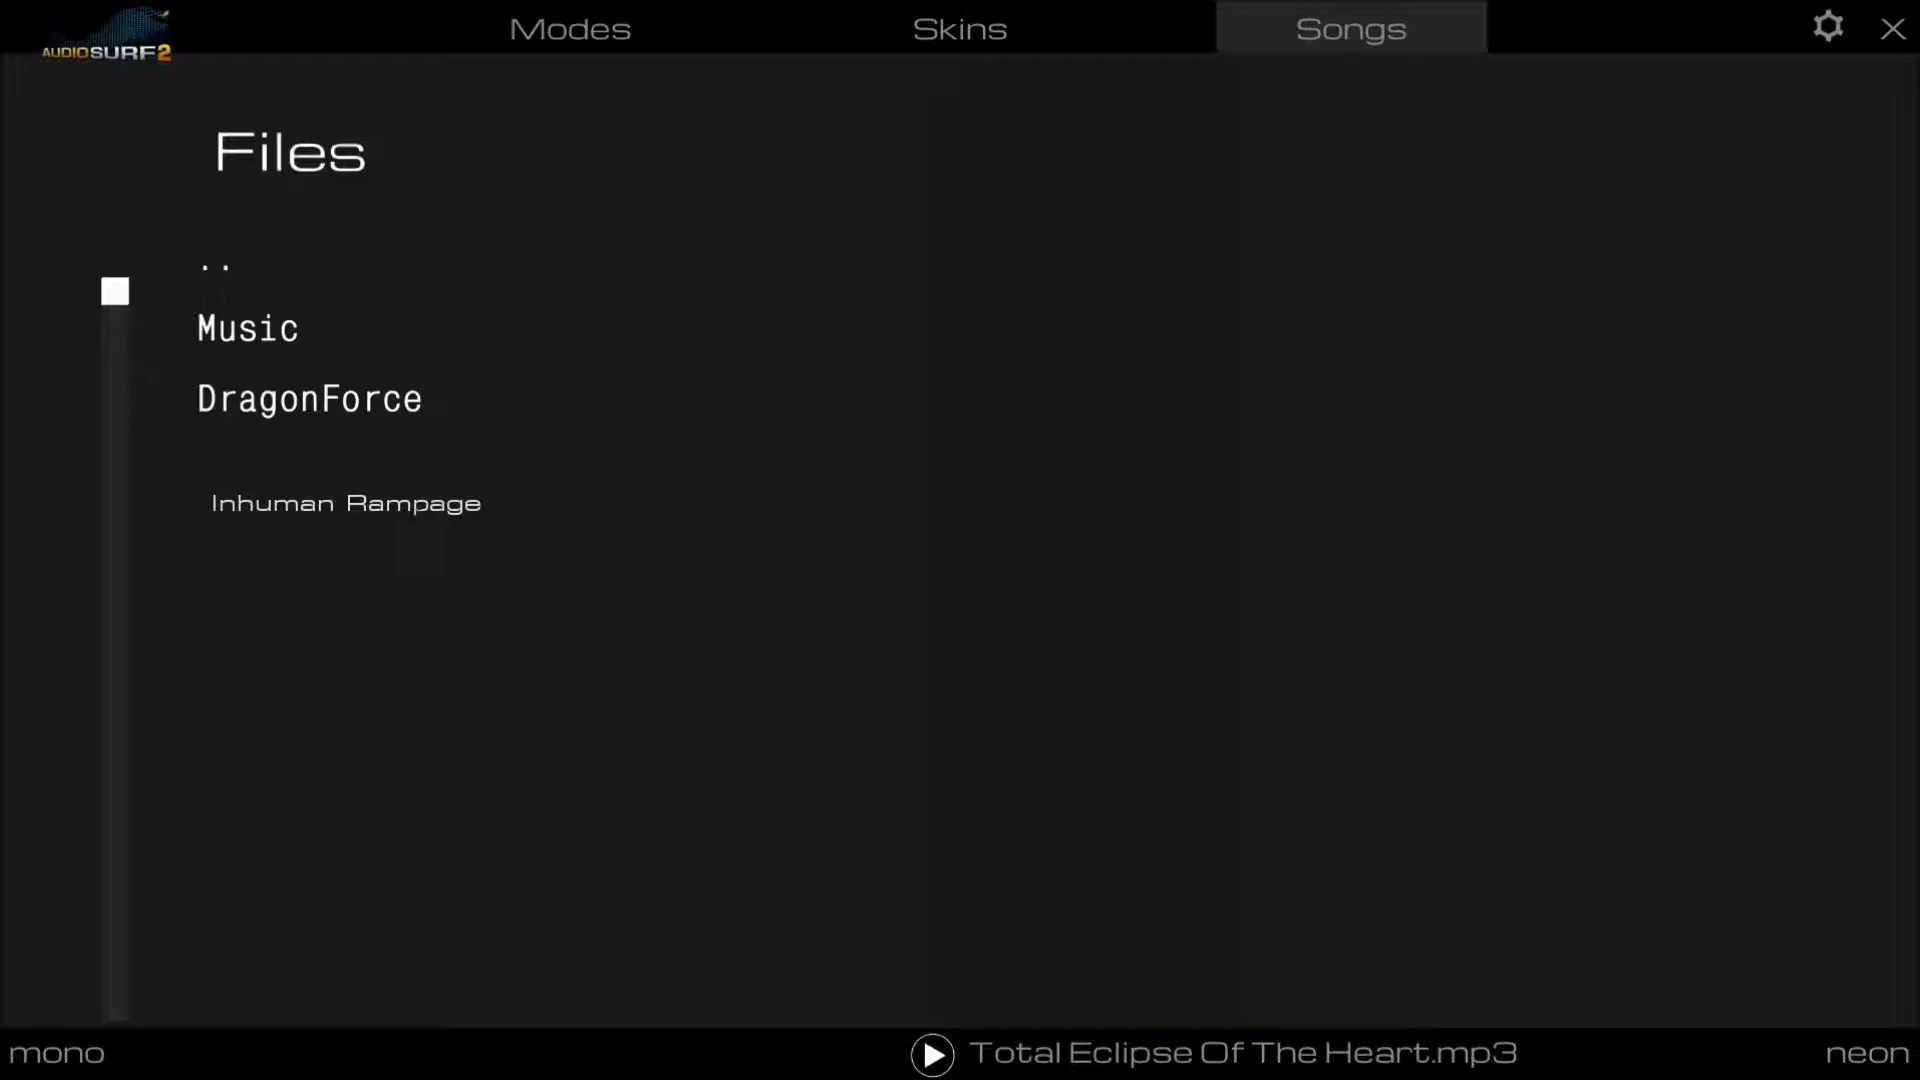 AUDIOSURF2
Modes
Skins
Songs
Files
..
Music
DragonForce
Inhuman Rampage
mono
Total Eclipse Of The Heart.mp3
neon